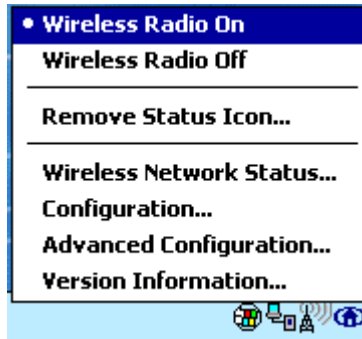 Wireless Radio On
Wireless Radio Off
Remove Status Icon...
Wireless Network Status...
Configuration...
Advanced Configuration...
Version Information...